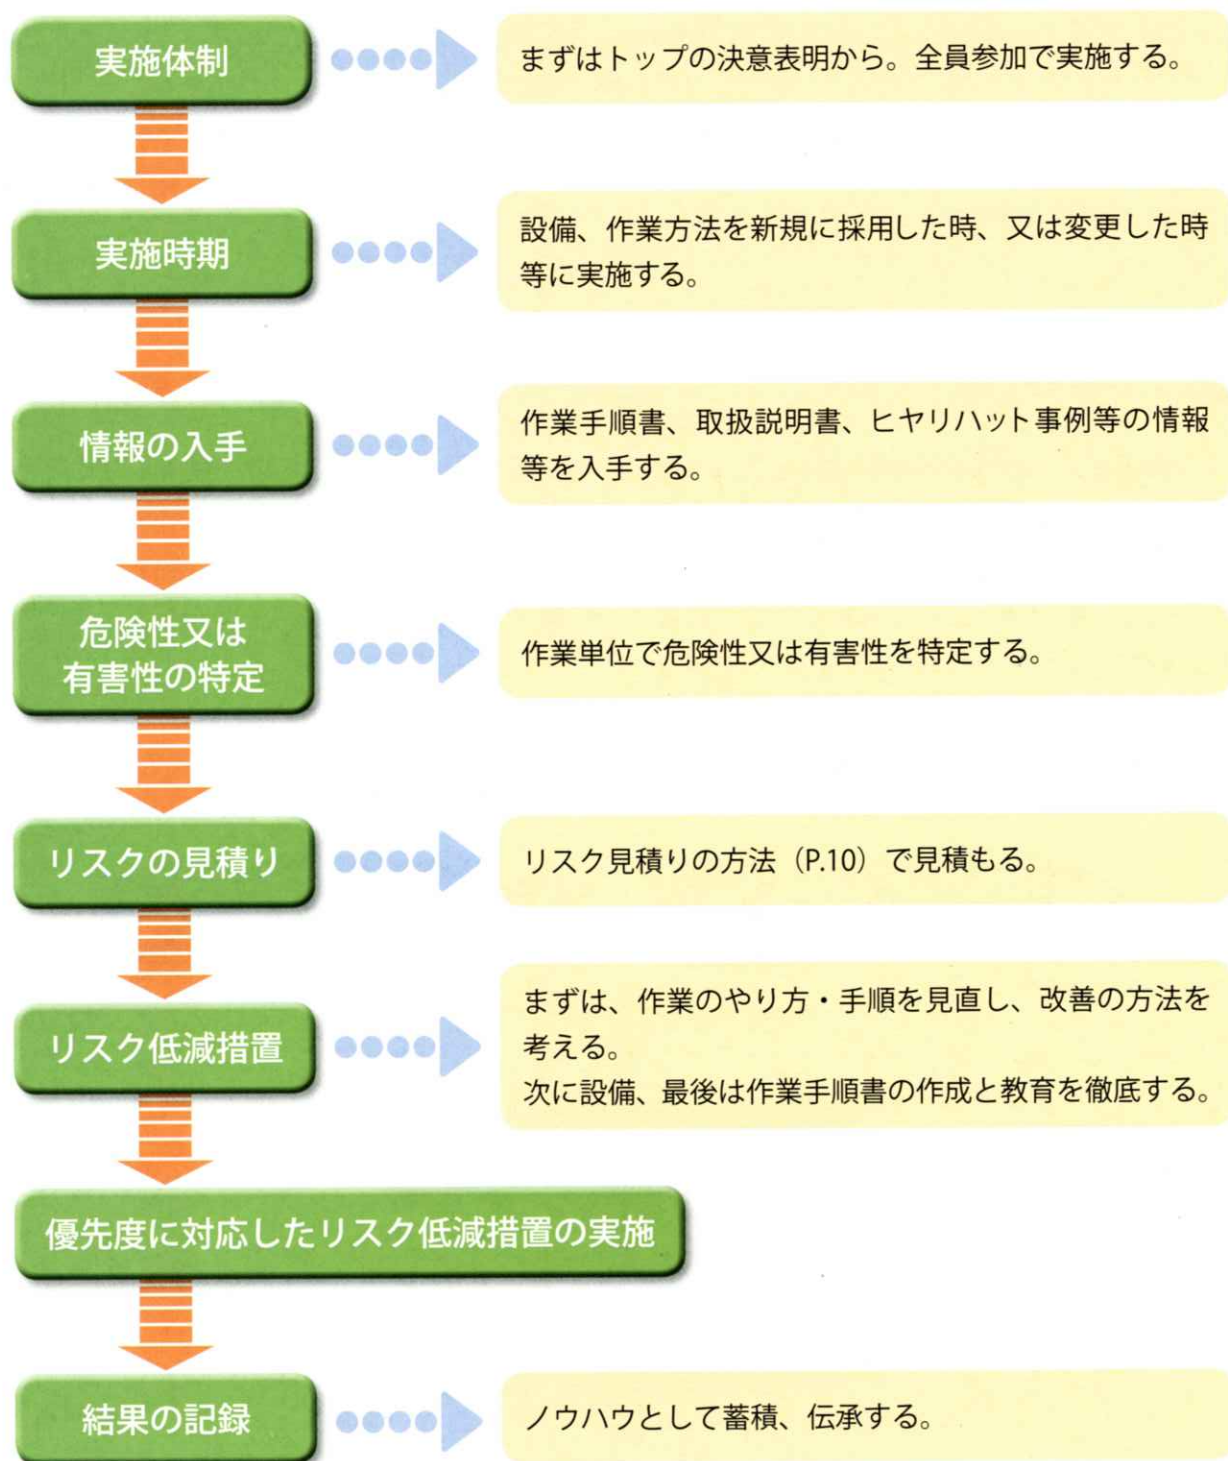 実施体制
まずはトップの決意表明から。全員参加で実施する。
実施時期
設備、作業方法を新規に採用した時、又は変更した時
等に実施する。
情報の入手
作業手順書、取扱説明書、ヒヤリハット事例等の情報
等を入手する。
危険性又は
有害性の特定
作業単位で危険性又は有害性を特定する。
リスクの見積り
リスク見積りの方法（P.10）で見積もる。
リスク低減措置
まずは、作業のやり方・手順を見直し、改善の方法を
考える。
次に設備、最後は作業手順書の作成と教育を徹底する。
優先度に対応したリスク低減措置の実施
結果の記録
ノウハウとして蓄積、伝承する。